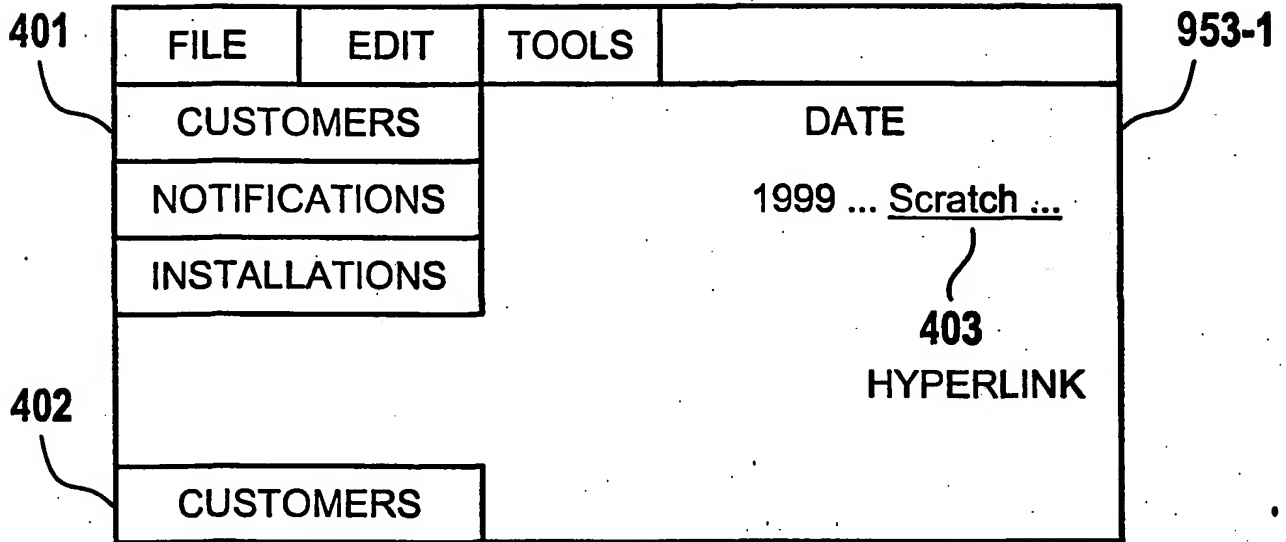 401 FILE EDIT TOOLS 953-1
CUSTOMERS DATE
NOTIFICATIONS 1999 ... Scratch ...
INSTALLATIONS
403
HYPERLINK
402
CUSTOMERS